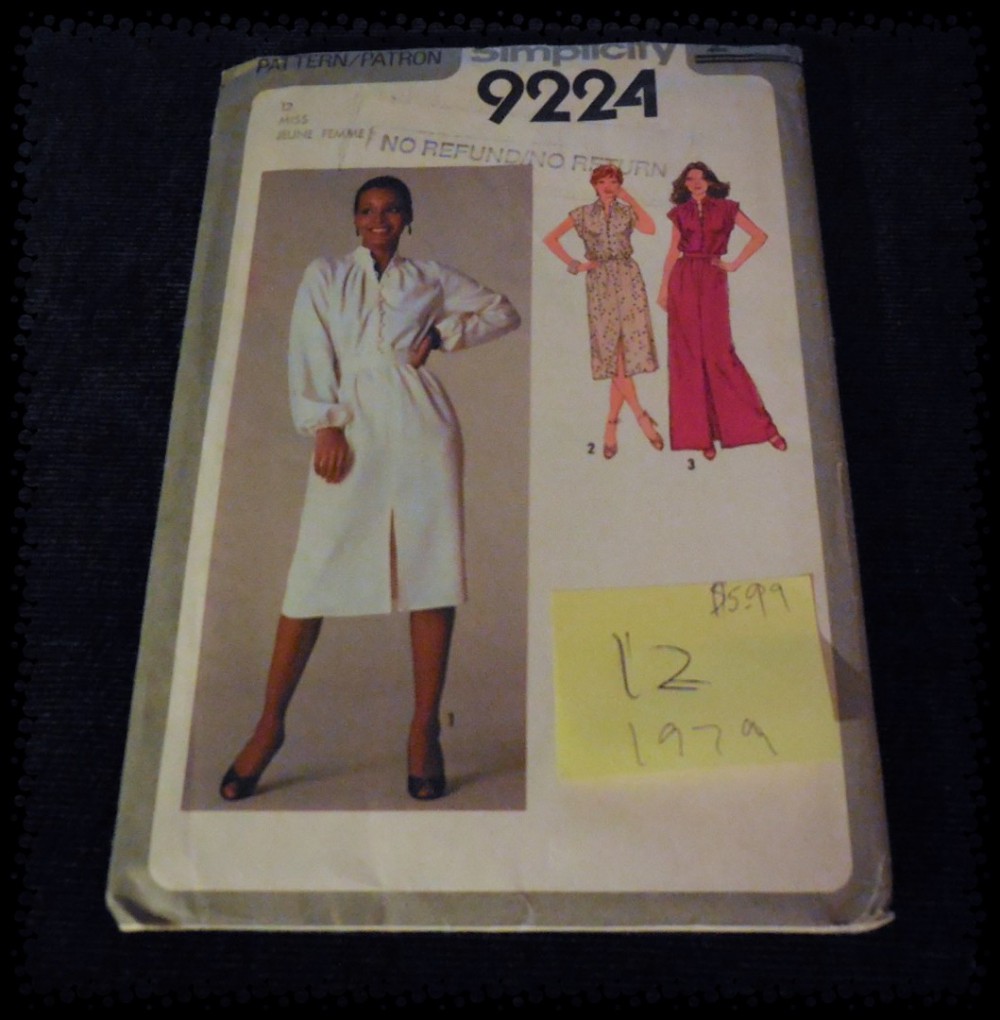 PATTERN/PATRON
Simplicity
9224
12
MISS
JEUNE FEMME
NO REFUND/NO RETURN
2
3
1
$5.99
12
1979